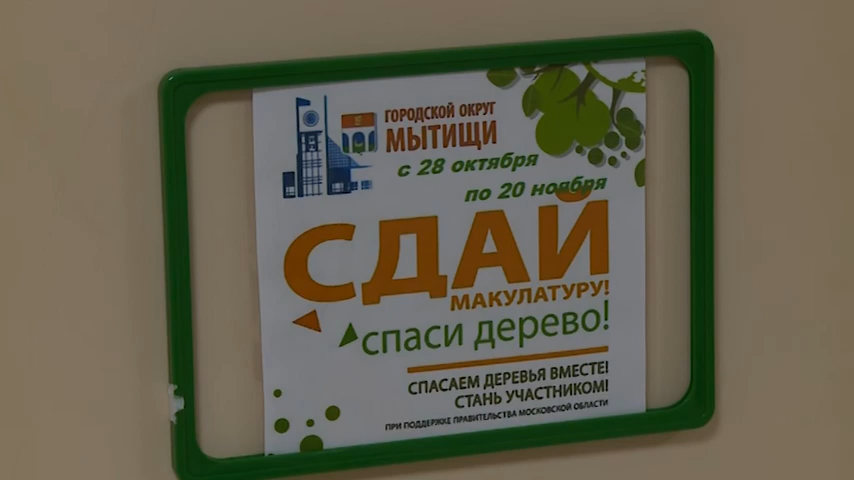 ГОРОДСКОЙ ОКРУГ
МЫТИЩИ
с 28 октября
по 20 ноября
СДАЙ
МАКУЛАТУРУ!
спаси дерево!
СПАСАЕМ ДЕРЕВЬЯ ВМЕСТЕ!
СТАНЬ УЧАСТНИКОМ!
ПРИ ПОДДЕРЖКЕ ПРАВИТЕЛЬСТВА МОСКОВСКОЙ ОБЛАСТИ